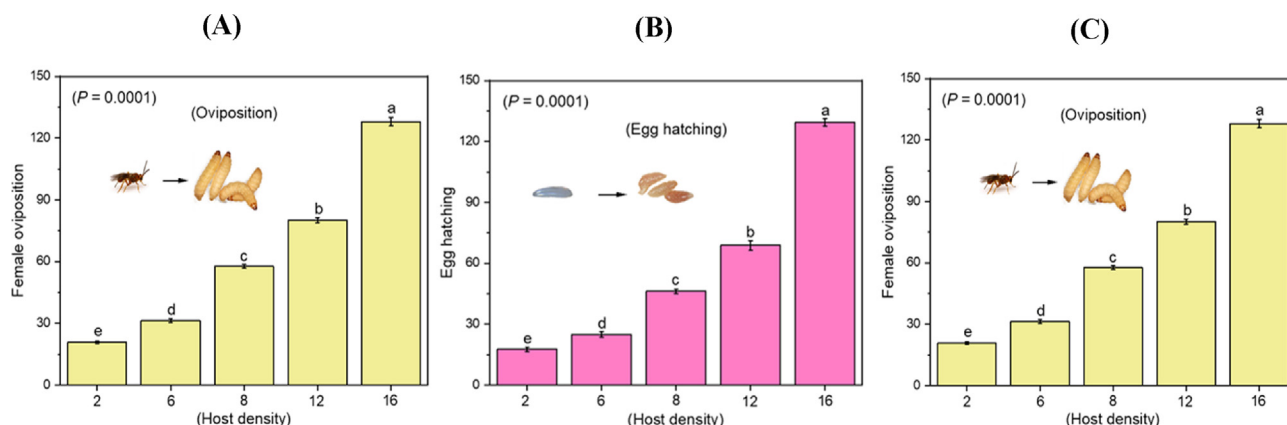 (A)
(B)
(C)
150
120
90
60
30
0
Female oviposition
(P = 0.0001)
(Oviposition)
e
d
c
b
a
2 6 8 12 16
(Host density)
150
120
90
60
30
0
Egg hatching
(P = 0.0001)
(Egg hatching)
e
d
c
b
a
2 6 8 12 16
(Host density)
150
120
90
60
30
0
Female oviposition
(P = 0.0001)
(Oviposition)
e
d
c
b
a
2 6 8 12 16
(Host density)